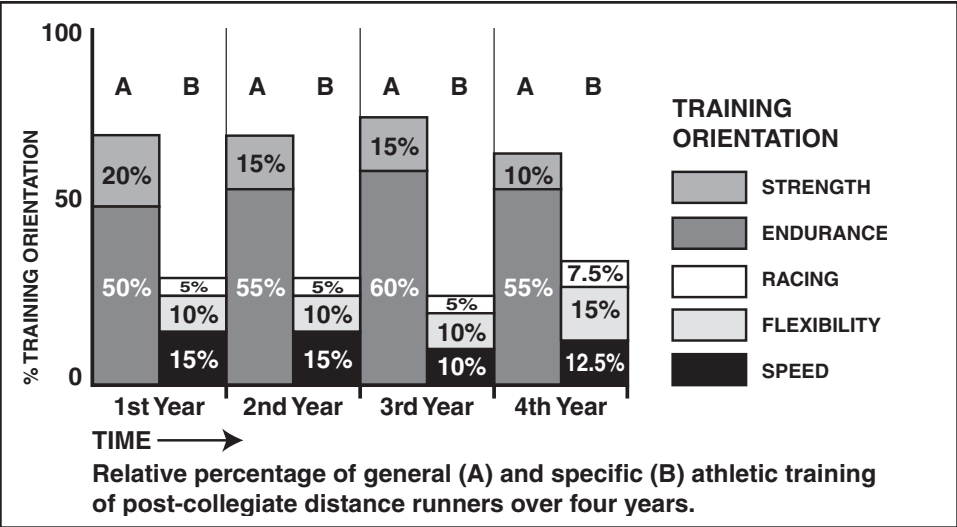 100
A B A B A B A B
TRAINING
ORIENTATION
STRENGTH
ENDURANCE
RACING
FLEXIBILITY
SPEED
% TRAINING ORIENTATION
50
0
20%
50%
5%
10%
15%
15%
55%
5%
10%
15%
15%
60%
5%
10%
10%
10%
55%
7.5%
15%
12.5%
1st Year 2nd Year 3rd Year 4th Year
TIME
Relative percentage of general (A) and specific (B) athletic training
of post-collegiate distance runners over four years.